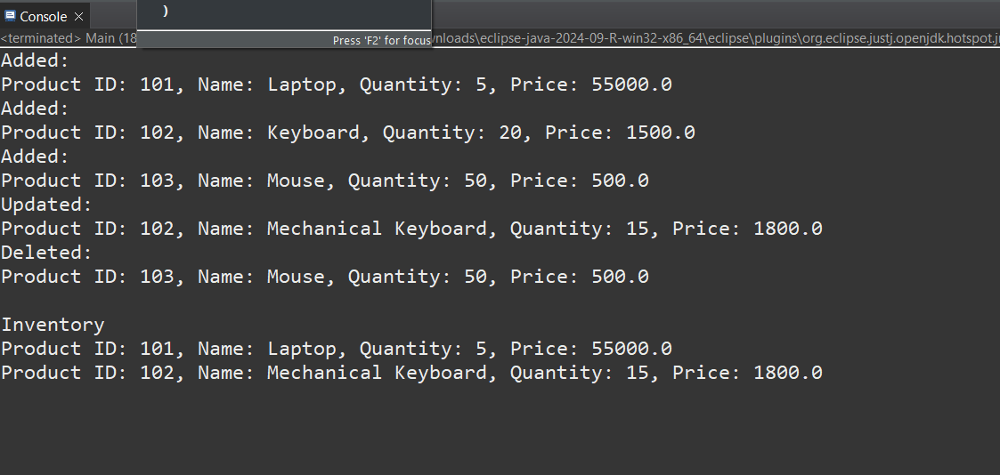 Console
)
Press 'F2' for focus
<terminated> Main (18 wnloads\eclipse-java-2024-09-R-win32-x86_64\eclipse\plugins\org.eclipse.justj.openjdk.hotspot.jr
Added:
Product ID: 101, Name: Laptop, Quantity: 5, Price: 55000.0
Added:
Product ID: 102, Name: Keyboard, Quantity: 20, Price: 1500.0
Added:
Product ID: 103, Name: Mouse, Quantity: 50, Price: 500.0
Updated:
Product ID: 102, Name: Mechanical Keyboard, Quantity: 15, Price: 1800.0
Deleted:
Product ID: 103, Name: Mouse, Quantity: 50, Price: 500.0
Inventory
Product ID: 101, Name: Laptop, Quantity: 5, Price: 55000.0
Product ID: 102, Name: Mechanical Keyboard, Quantity: 15, Price: 1800.0